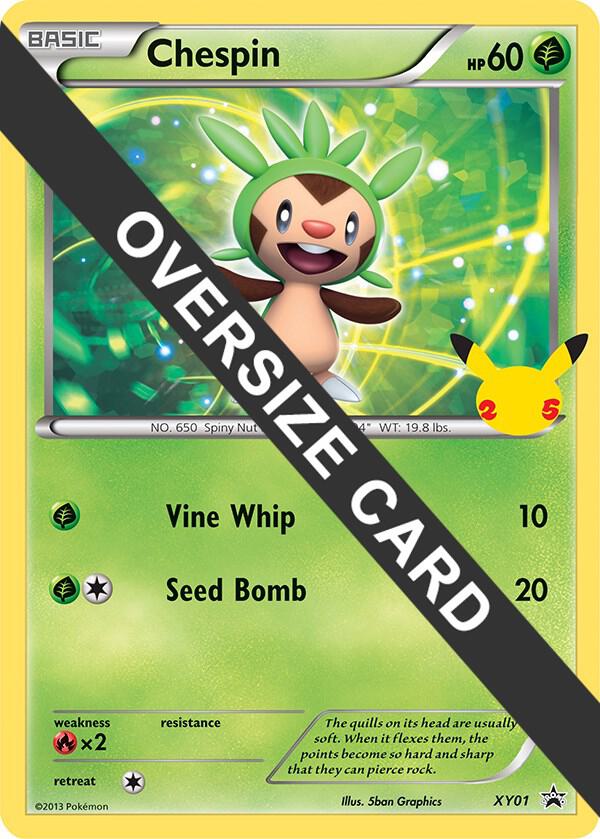 BASIC
Chespin
HP60
OVERSIZE CARD
25
NO. 650 Spiny Nut 4" WT: 19.8 lbs.
Vine Whip 10
Seed Bomb 20
weakness resistance
×2
retreat
The quills on its head are usually
soft. When it flexes them, the
points become so hard and sharp
that they can pierce rock.
©2013 Pokémon
Illus. 5ban Graphics
XY01